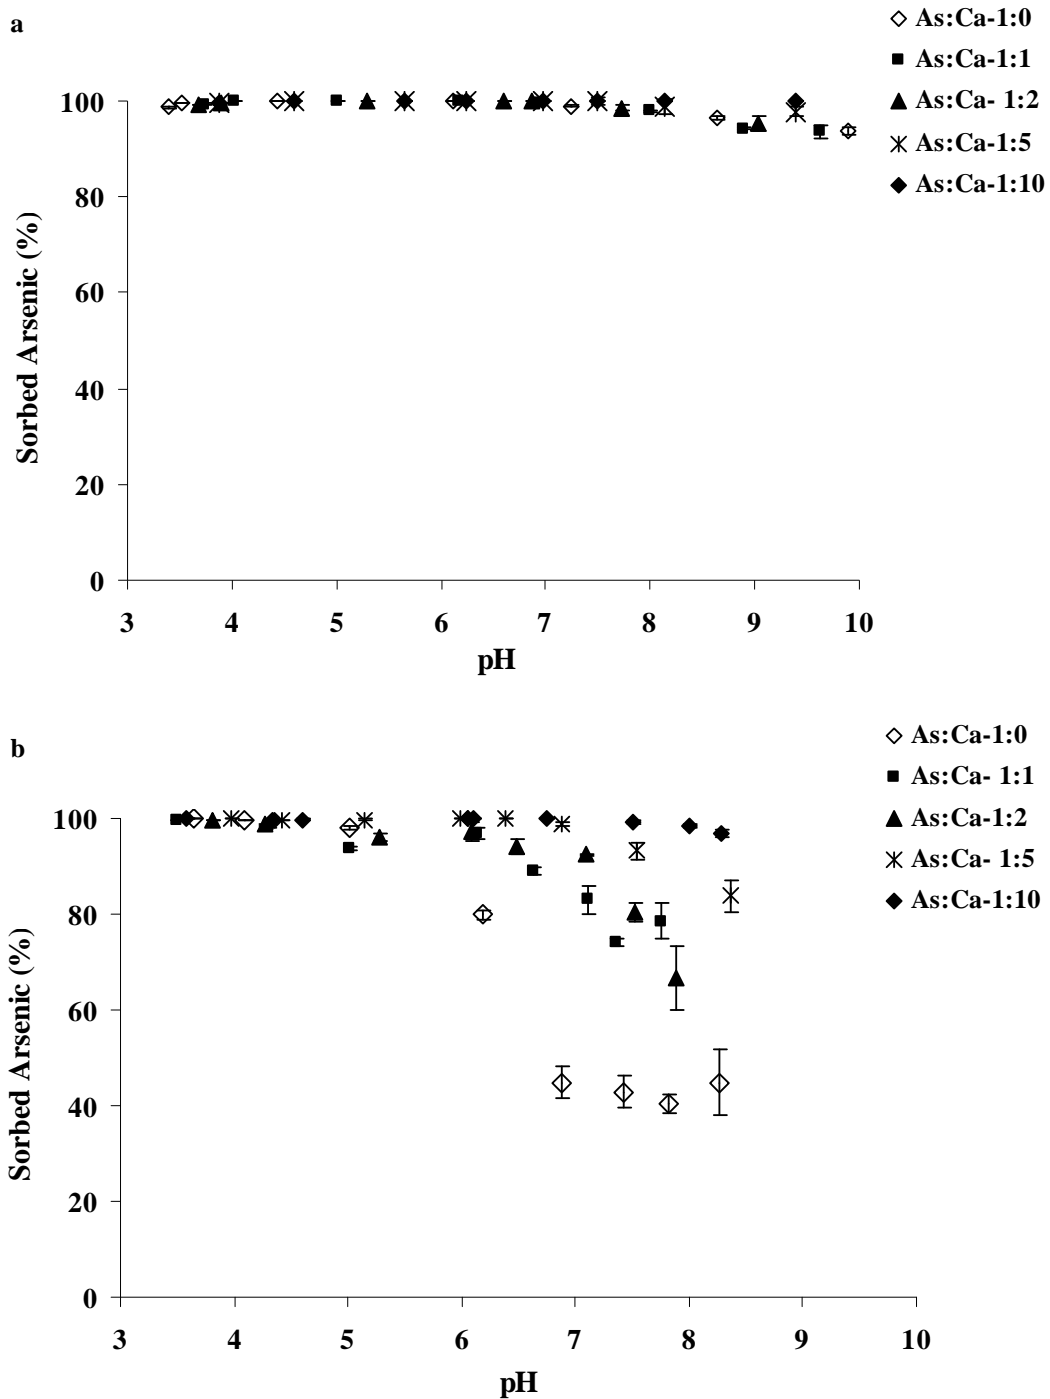 a
As:Ca-1:0
As:Ca-1:1
As:Ca- 1:2
As:Ca-1:5
As:Ca-1:10
Sorbed Arsenic (%)
100
80
60
40
20
0
3 4 5 6 7 8 9 10
pH
b
As:Ca-1:0
As:Ca- 1:1
As:Ca-1:2
As:Ca- 1:5
As:Ca-1:10
Sorbed Arsenic (%)
100
80
60
40
20
0
3 4 5 6 7 8 9 10
pH